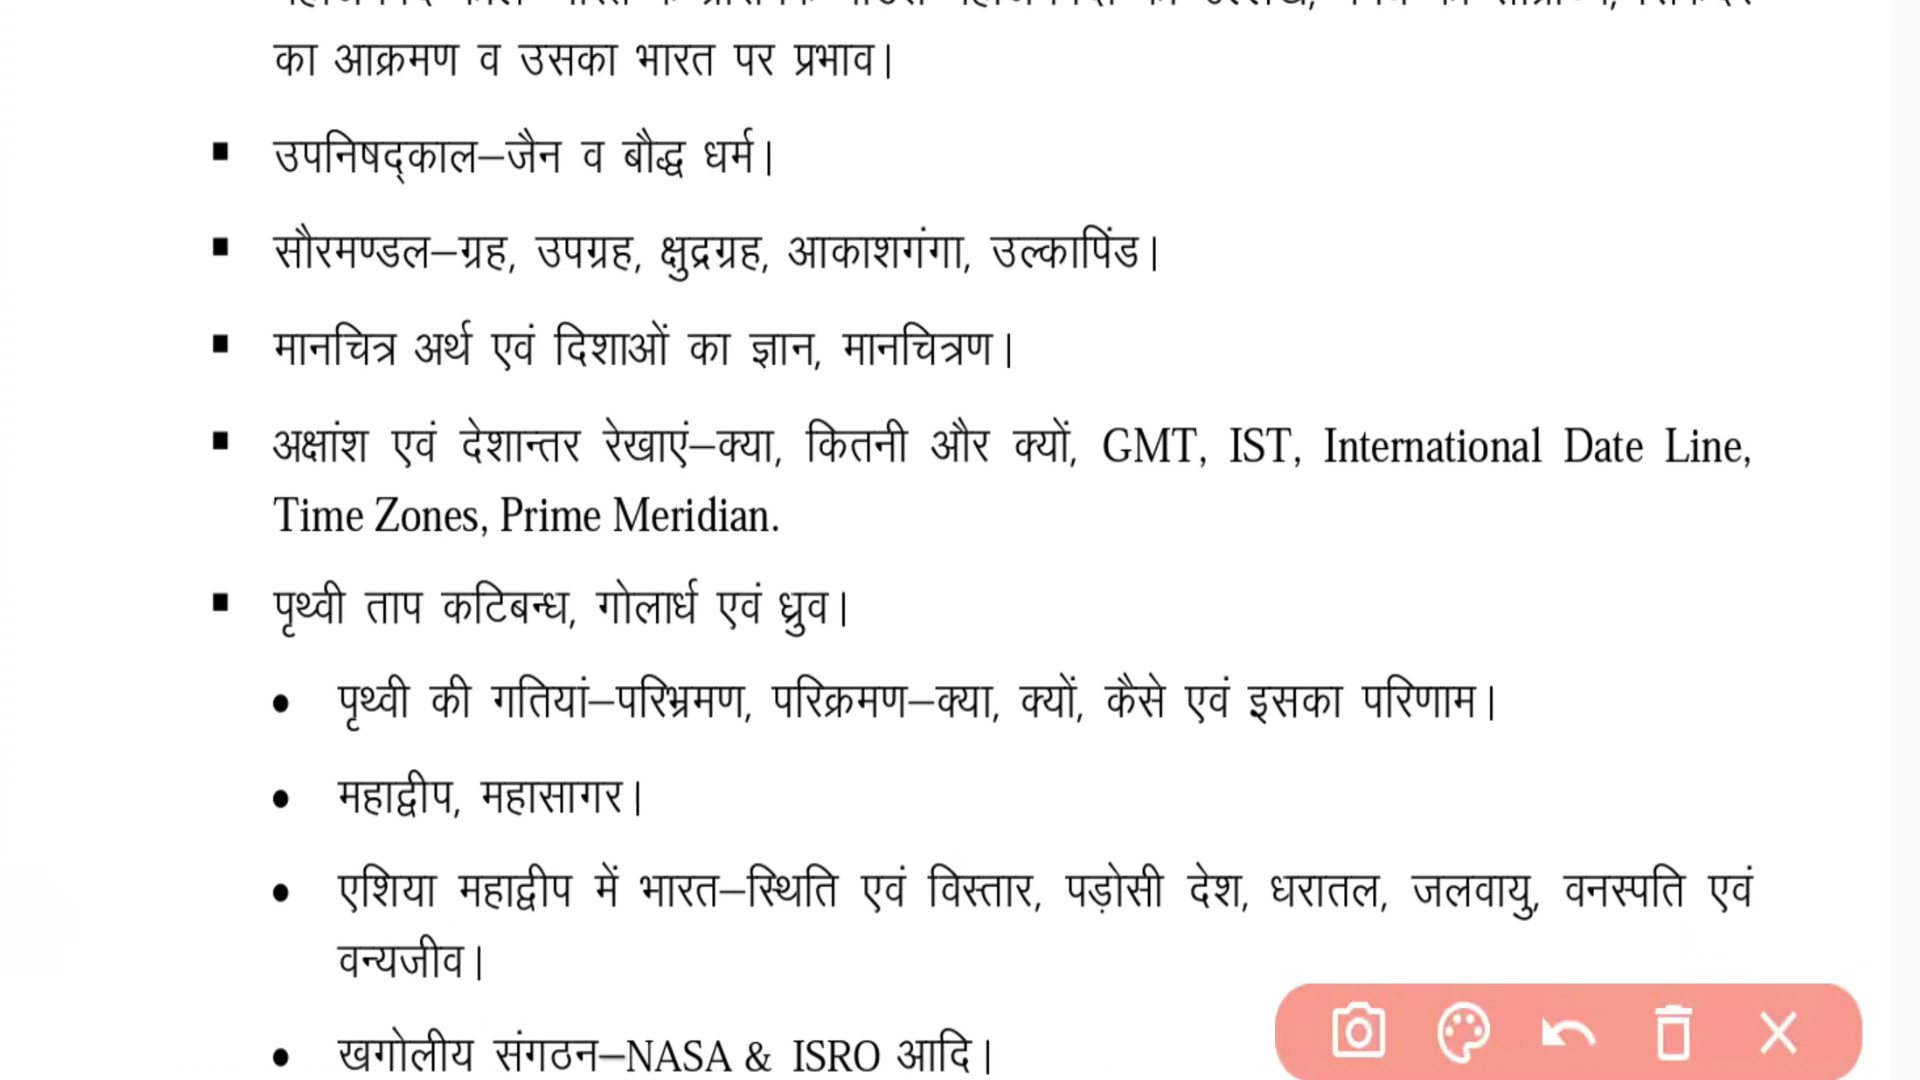 का आक्रमण व उसका भारत पर प्रभाव।
▪ उपनिषद्काल–जैन व बौद्ध धर्म।
▪ सौरमण्डल–ग्रह, उपग्रह, क्षुद्रग्रह, आकाशगंगा, उल्कापिंड।
▪ मानचित्र अर्थ एवं दिशाओं का ज्ञान, मानचित्रण।
▪ अक्षांश एवं देशान्तर रेखाएं–क्या, कितनी और क्यों, GMT, IST, International Date Line,
Time Zones, Prime Meridian.
▪ पृथ्वी ताप कटिबन्ध, गोलार्ध एवं ध्रुव।
• पृथ्वी की गतियां–परिभ्रमण, परिक्रमण–क्या, क्यों, कैसे एवं इसका परिणाम।
• महाद्वीप, महासागर।
• एशिया महाद्वीप में भारत–स्थिति एवं विस्तार, पड़ोसी देश, धरातल, जलवायु, वनस्पति एवं
वन्यजीव।
• खगोलीय संगठन–NASA & ISRO आदि।